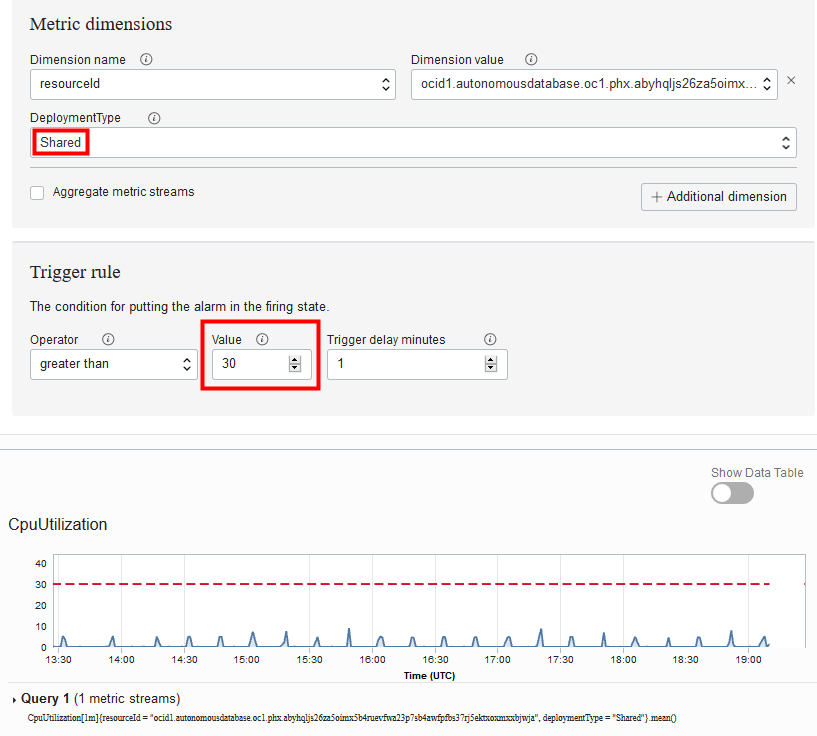 Metric dimensions
Dimension name
Dimension value
resourceId
ocid1.autonomousdatabase.oc1.phx.abyhqljs26za5oimx...
DeploymentType
Shared
Aggregate metric streams
+ Additional dimension
Trigger rule
The condition for putting the alarm in the firing state.
Operator
Value
Trigger delay minutes
greater than
30
1
Show Data Table
CpuUtilization
40
30
20
10
0
13:30 14:00 14:30 15:00 15:30 16:00 16:30 17:00 17:30 18:00 18:30 19:00
Time (UTC)
Query 1 (1 metric streams)
CpuUtilization[1m]{resourceId = "ocid1.autonomousdatabase.oc1.phx.abyhqljs26za5oimx5b4ruevfwa23p7sb4awfpfbs37rj5ektxoxmxxbjwja", deploymentType = "Shared"}.mean()